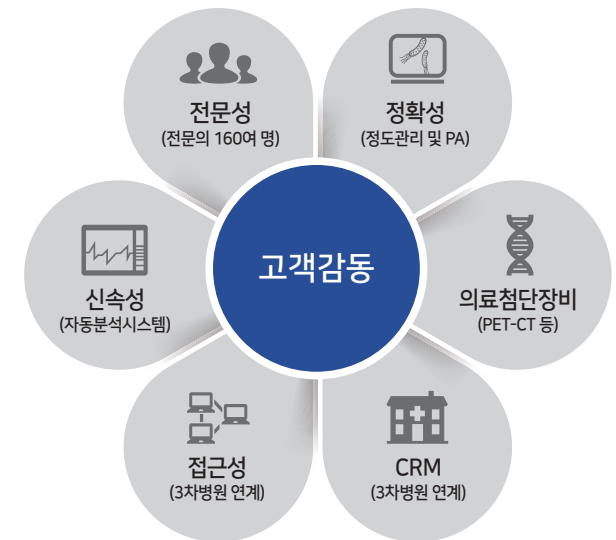 전문성
(전문의 160여 명)
정확성
(정도관리 및 PA)
신속성
(자동분석시스템)
고객감동
의료첨단장비
(PET-CT 등)
접근성
(3차병원 연계)
CRM
(3차병원 연계)